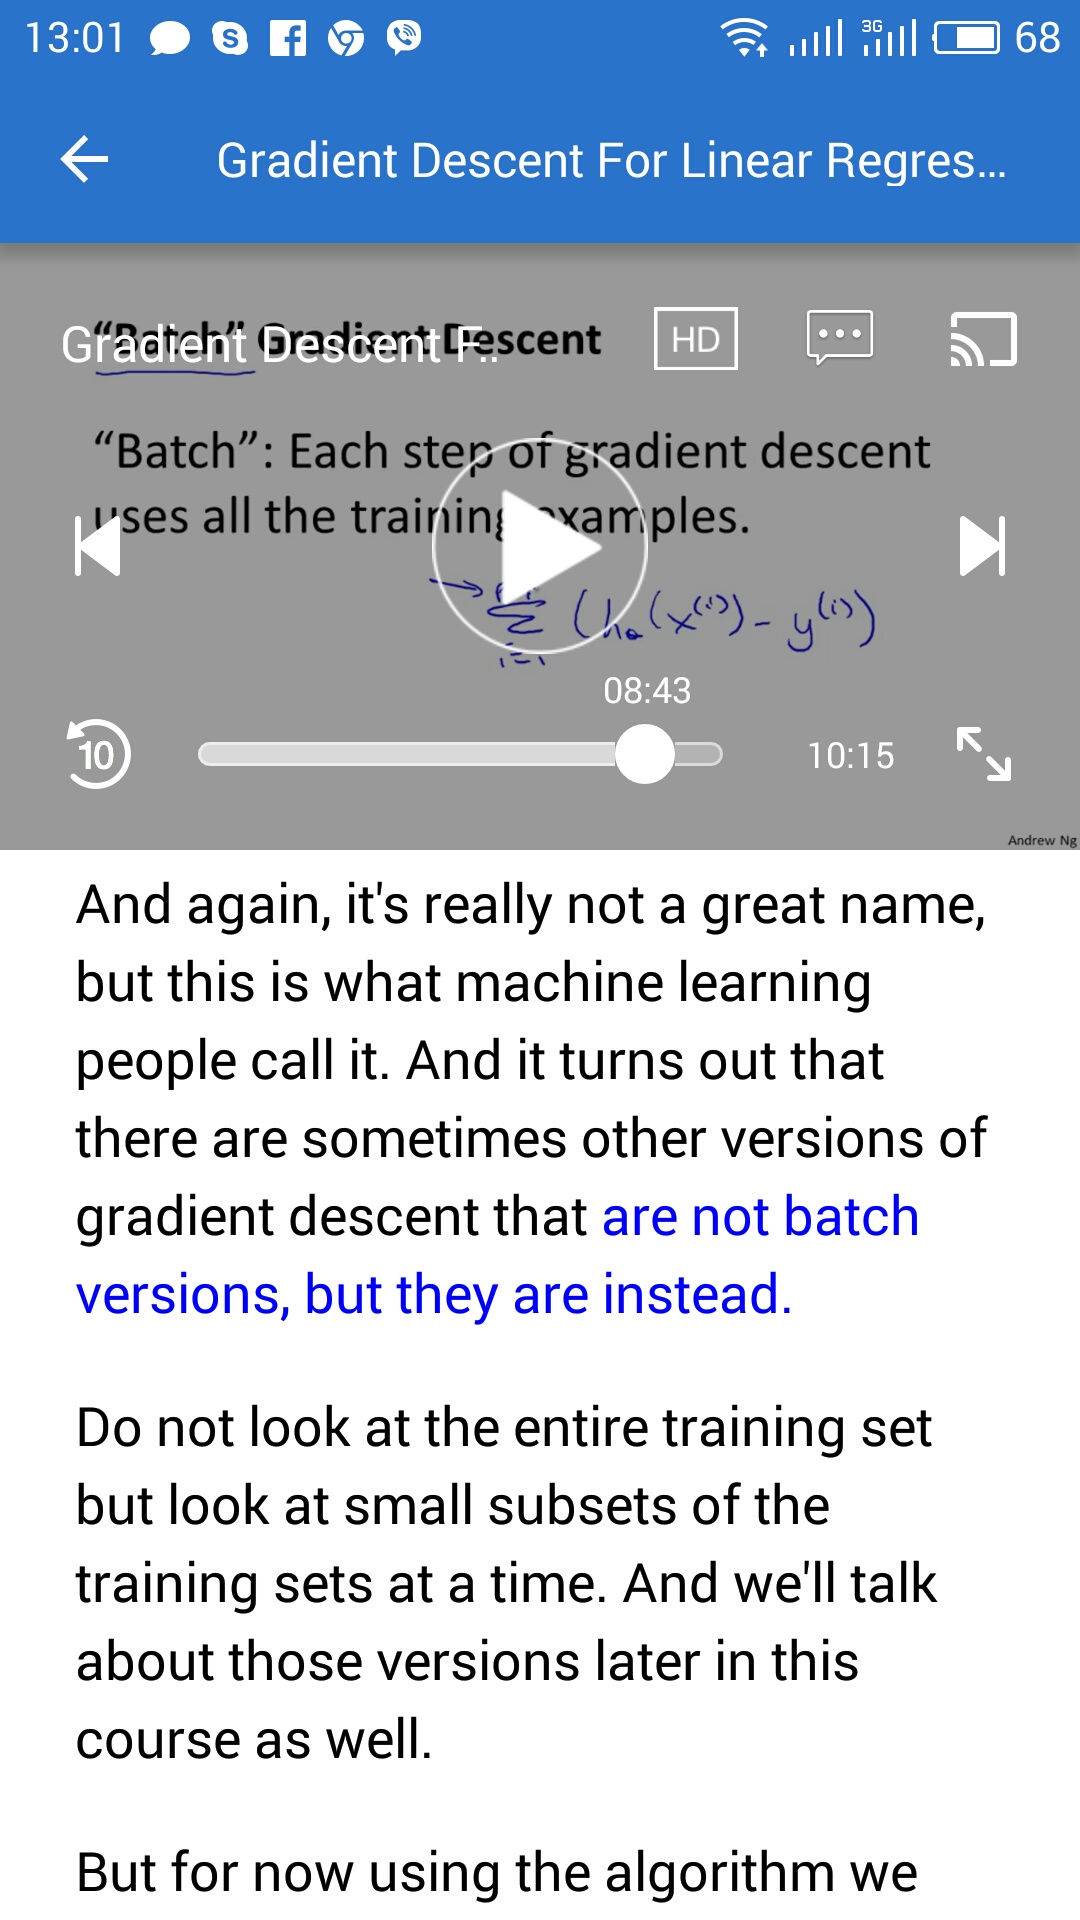 13:01 3G 68
Gradient Descent For Linear Regres...
“Batch” Gradient Descent
Gradient Descent F..
HD
“Batch”: Each step of gradient descent
uses all the training examples.
(hθ(x⁽ⁱ⁾) - y⁽ⁱ⁾)
i=1
08:43
10 10:15
Andrew Ng
And again, it's really not a great name,
but this is what machine learning
people call it. And it turns out that
there are sometimes other versions of
gradient descent that are not batch
versions, but they are instead.
Do not look at the entire training set
but look at small subsets of the
training sets at a time. And we'll talk
about those versions later in this
course as well.
But for now using the algorithm we